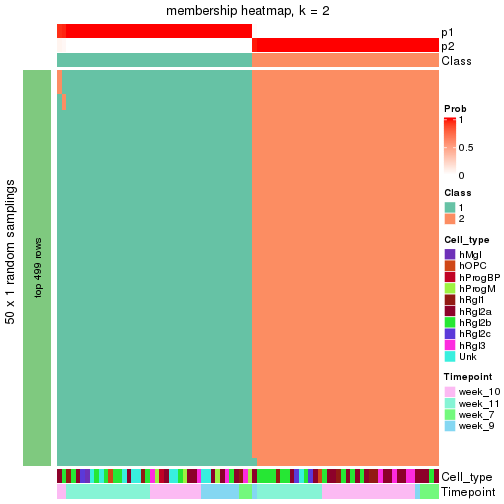 membership heatmap, k = 2
p1
p2
Class
50 x 1 random samplings
top 499 rows
Prob
1
0.5
0
Class
1
2
Cell_type
hMgl
hOPC
hProgBP
hProgM
hRgl1
hRgl2a
hRgl2b
hRgl2c
hRgl3
Unk
Timepoint
week_10
week_11
week_7
week_9
Cell_type
Timepoint